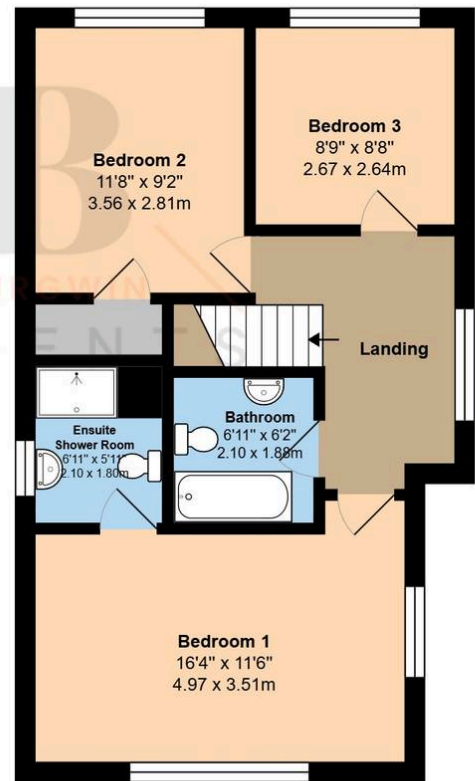 Bedroom 2
11'8" x 9'2"
3.56 x 2.81m
Bedroom 3
8'9" x 8'8"
2.67 x 2.64m
Landing
Ensuite
Shower Room
6'11" x 5'11"
2.10 x 1.80m
Bathroom
6'11" x 6'2"
2.10 x 1.88m
Bedroom 1
16'4" x 11'6"
4.97 x 3.51m
B